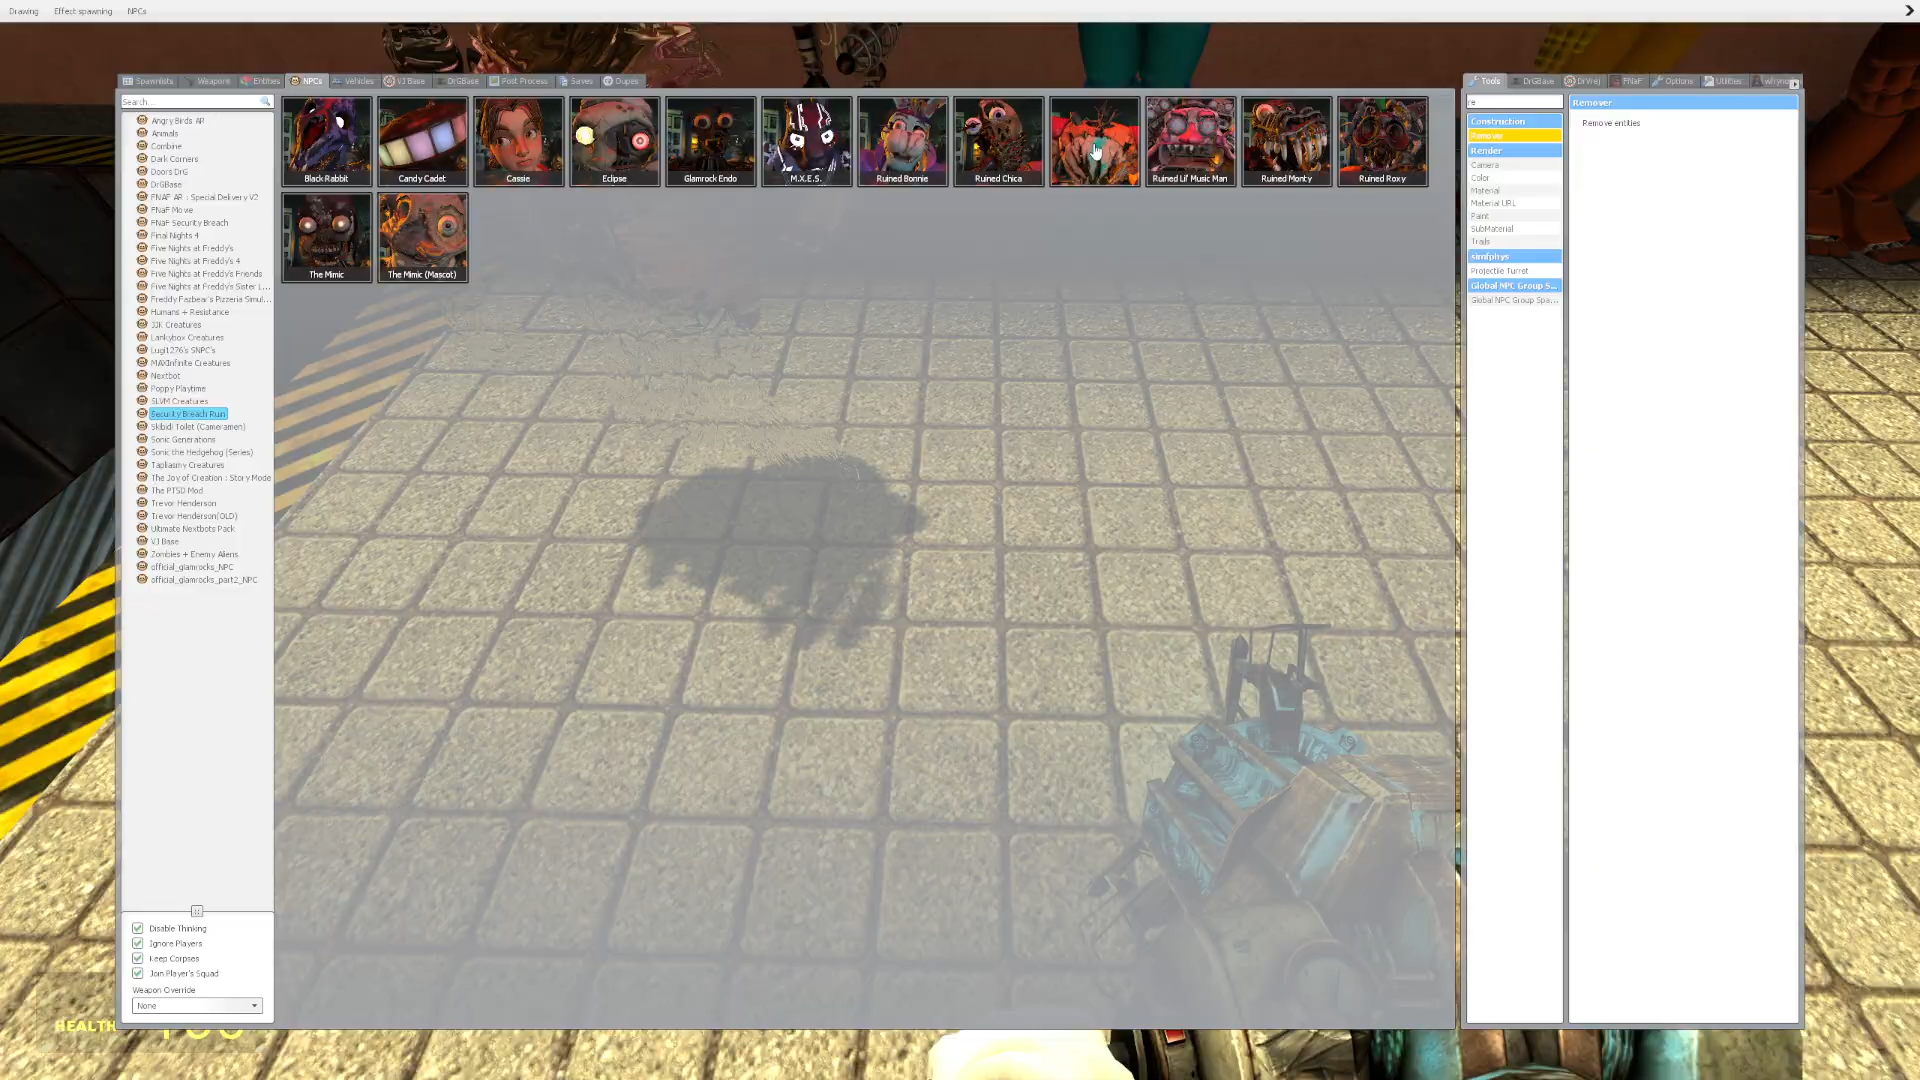 Drawing Effect spawning NPCs
Spawnlists Weapons Entities NPCs Vehicles VJ Base DrGBase Post Process Saves Dupes
Search...
Angry Birds AR
Animals
Combine
Dark Corners
Doors DrG
DrGBase
FNAF AR : Special Delivery V2
FNaF Movie
FNaF Security Breach
Final Nights 4
Five Nights at Freddy's
Five Nights at Freddy's 4
Five Nights at Freddy's Friends
Five Nights at Freddy's Sister L...
Freddy Fazbear's Pizzeria Simul...
Humans + Resistance
JJK Creatures
Lankybox Creatures
Lugi1276's SNPC's
MAXInfinite Creatures
Nextbot
Poppy Playtime
SLVM Creatures
Security Breach Ruin
Skibidi Toilet (Cameramen)
Sonic Generations
Sonic the Hedgehog (Series)
Tapliasmy Creatures
The Joy of Creation : Story Mode
The PTSD Mod
Trevor Henderson
Trevor Henderson(OLD)
Ultimate Nextbots Pack
VJ Base
Zombies + Enemy Aliens
official_glamrocks_NPC
official_glamrocks_part2_NPC
Disable Thinking
Ignore Players
Keep Corpses
Join Player's Squad
Weapon Override
None
HEALTH 100
Black Rabbit
Candy Cadet
Cassie
Eclipse
Glamrock Endo
M.X.E.S.
Ruined Bonnie
Ruined Chica
Ruined Lil' Music Man
Ruined Monty
Ruined Roxy
The Mimic
The Mimic (Mascot)
Tools DrGBase DrVrej FNaF Options Utilities
re
Construction
Remover
Render
Camera
Color
Material
Material URL
Paint
SubMaterial
Trails
simfphys
Projectile Turret
Global NPC Group S...
Global NPC Group Spa...
Remover
Remove entities